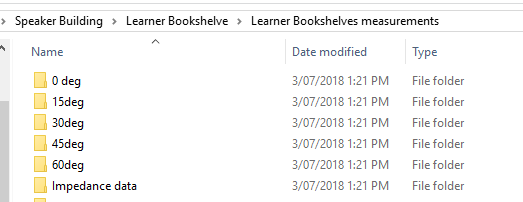 Speaker Building > Learner Bookshelve > Learner Bookshelves measurements
Name Date modified Type
0 deg 3/07/2018 1:21 PM File folder
15deg 3/07/2018 1:21 PM File folder
30deg 3/07/2018 1:21 PM File folder
45deg 3/07/2018 1:21 PM File folder
60deg 3/07/2018 1:21 PM File folder
Impedance data 3/07/2018 1:21 PM File folder